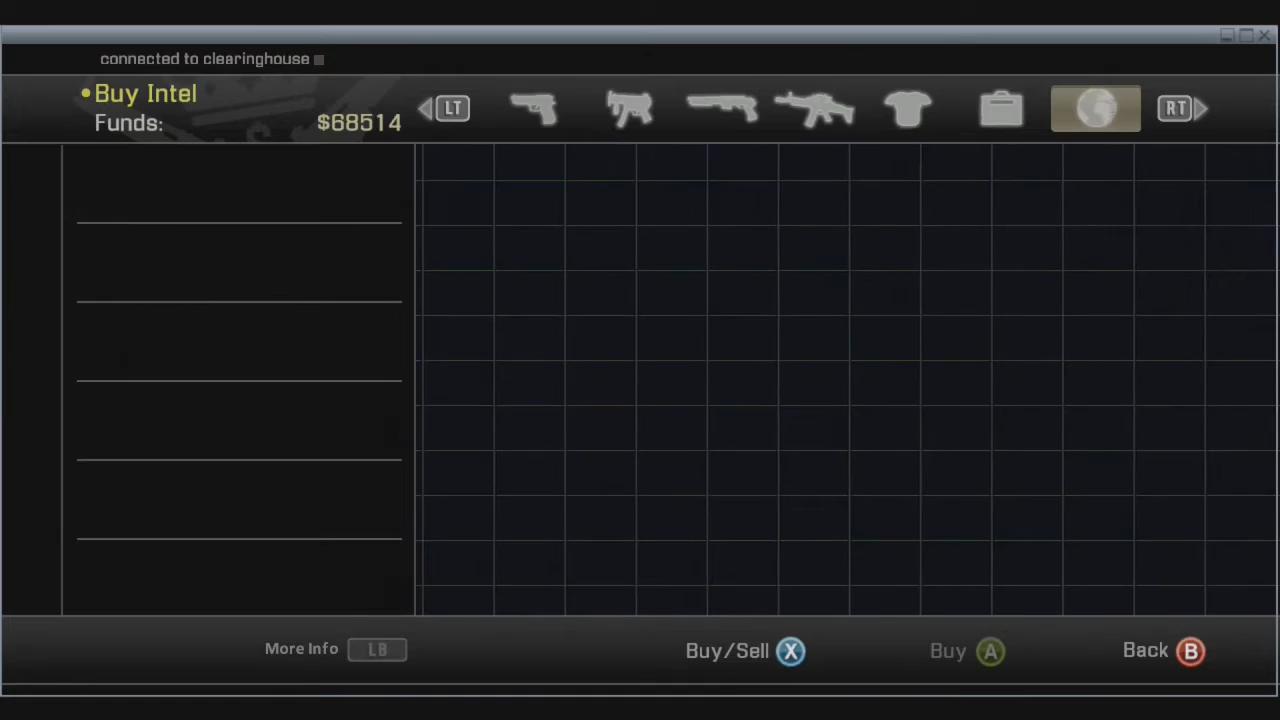 connected to clearinghouse
Buy Intel
Funds: $68514
LT RT
More Info LB Buy/Sell X Buy A Back B